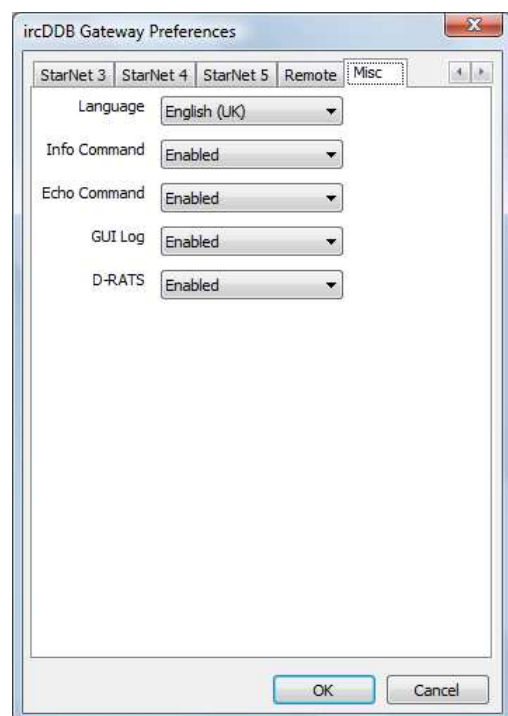 ircDDB Gateway Preferences
StarNet 3 StarNet 4 StarNet 5 Remote Misc
Language English (UK)
Info Command Enabled
Echo Command Enabled
GUI Log Enabled
D-RATS Enabled
OK Cancel